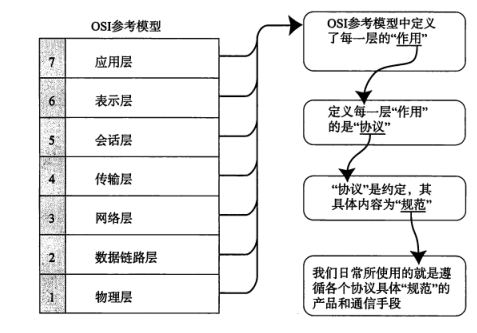 OSI参考模型
7 应用层
6 表示层
5 会话层
4 传输层
3 网络层
2 数据链路层
1 物理层
OSI参考模型中定义
了每一层的“作用”
定义每一层“作用”
的是“协议”
“协议”是约定，其
具体内容为“规范”
我们日常所使用的就是遵
循各个协议具体“规范”的
产品和通信手段